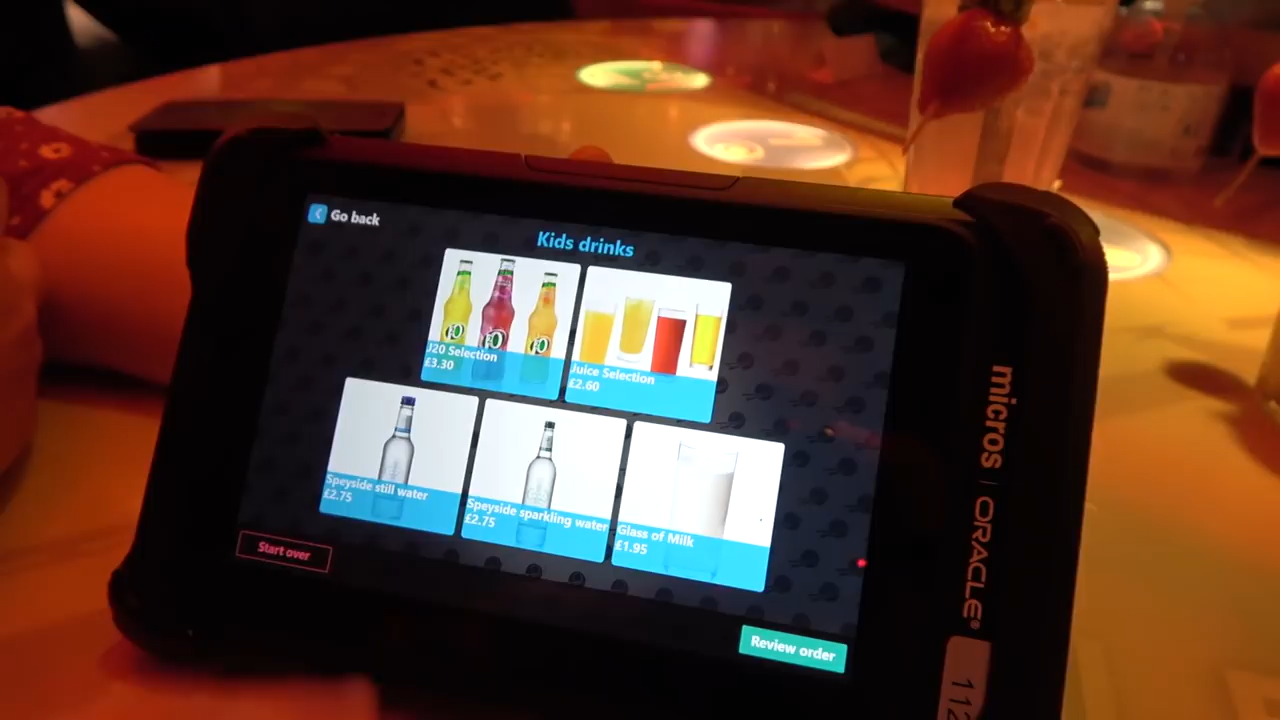 Go back
Kids drinks
J20 Selection
£3.30
Juice Selection
£2.60
Speyside still water
£2.75
Speyside sparkling water
£2.75
Glass of Milk
£1.95
Start over
Review order
micros | ORACLE®
112